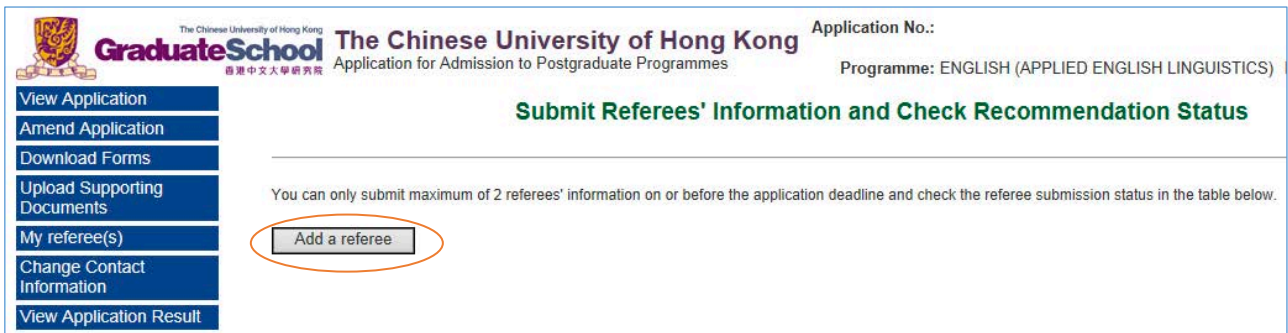 The Chinese University of Hong Kong
GraduateSchool
香港中文大學研究院
The Chinese University of Hong Kong
Application for Admission to Postgraduate Programmes
Application No.:
Programme: ENGLISH (APPLIED ENGLISH LINGUISTICS)
View Application
Amend Application
Download Forms
Upload Supporting
Documents
My referee(s)
Change Contact
Information
View Application Result
Submit Referees' Information and Check Recommendation Status
You can only submit maximum of 2 referees' information on or before the application deadline and check the referee submission status in the table below.
Add a referee